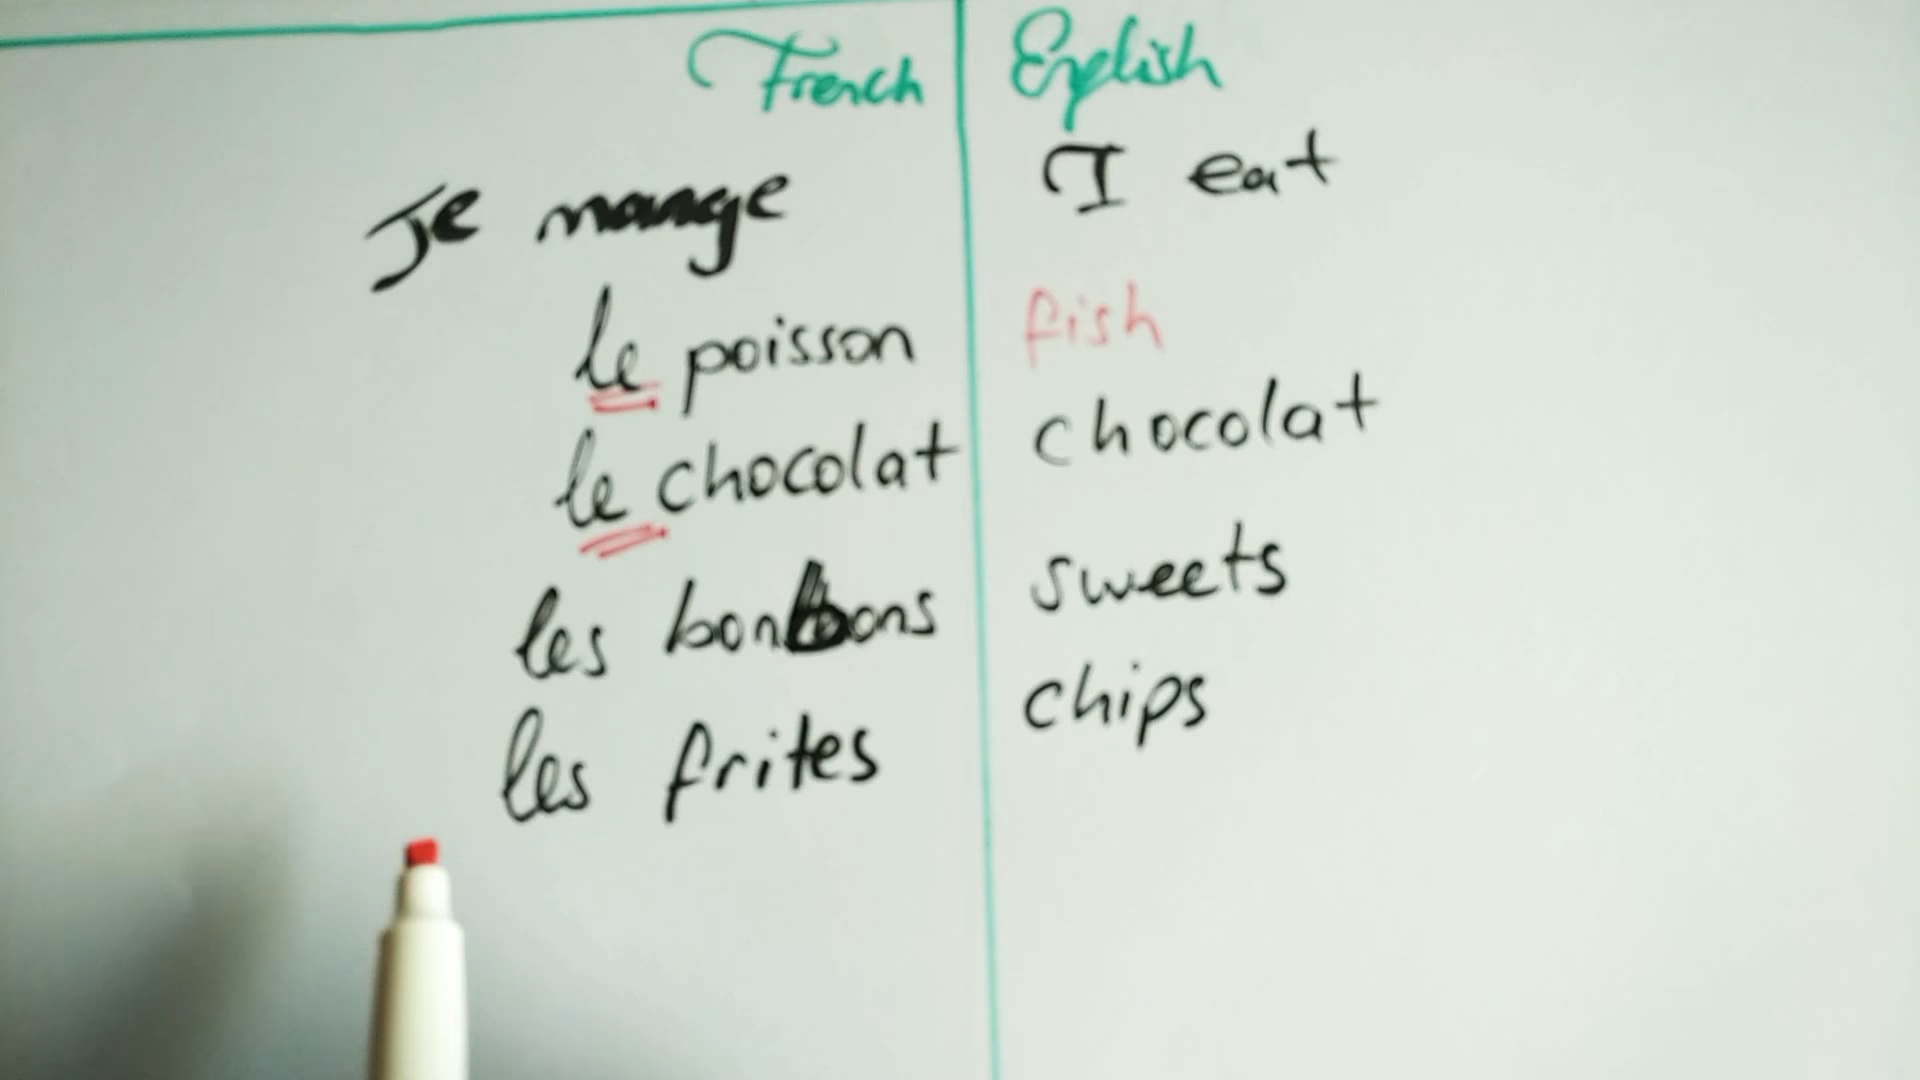 French English
Je mange I eat
le poisson fish
le chocolat chocolat
les bonbons sweets
les frites chips